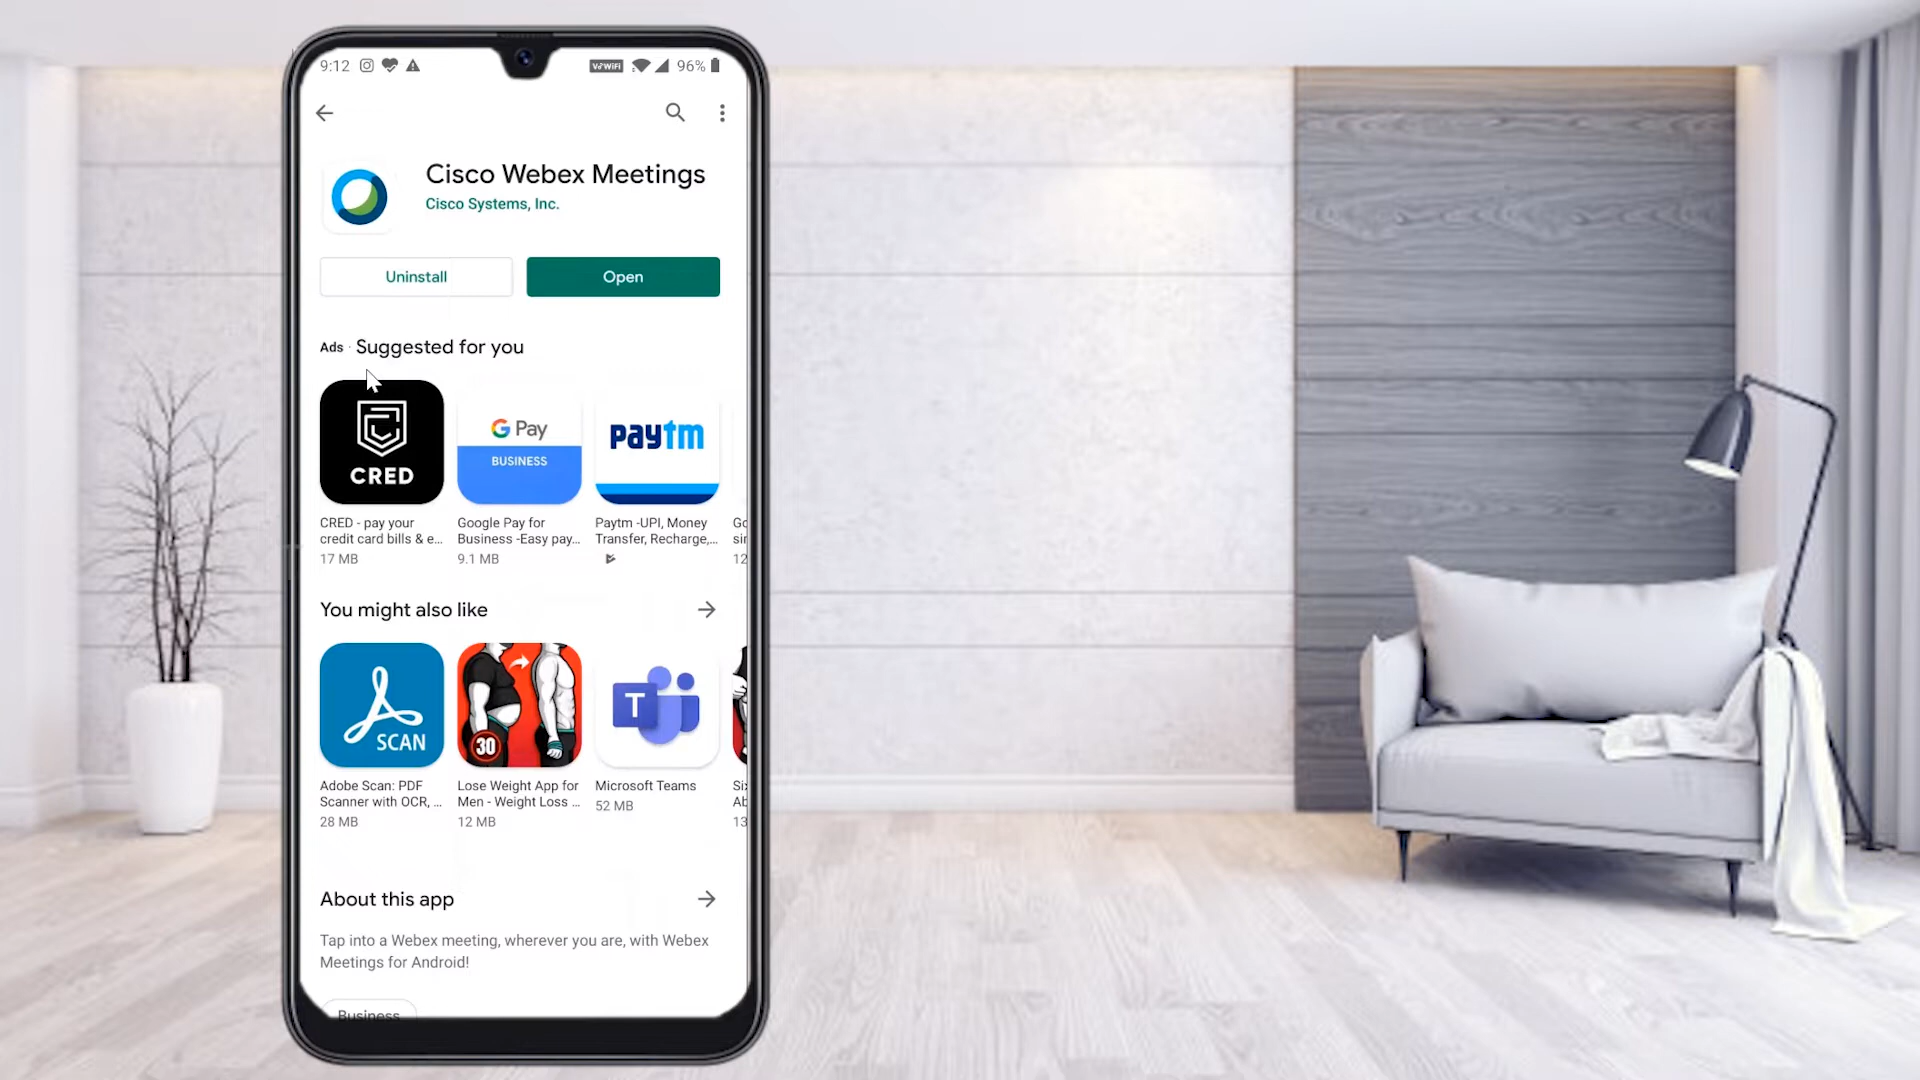 9:12
VoWiFi 96%
Cisco Webex Meetings
Cisco Systems, Inc.
Uninstall
Open
Ads · Suggested for you
CRED
G Pay
BUSINESS
paytm
CRED - pay your
credit card bills & e...
17 MB
Google Pay for
Business -Easy pay...
9.1 MB
Paytm -UPI, Money
Transfer, Recharge,...
You might also like
SCAN
30
T
Adobe Scan: PDF
Scanner with OCR, ...
28 MB
Lose Weight App for
Men - Weight Loss ...
12 MB
Microsoft Teams
52 MB
About this app
Tap into a Webex meeting, wherever you are, with Webex
Meetings for Android!
Business